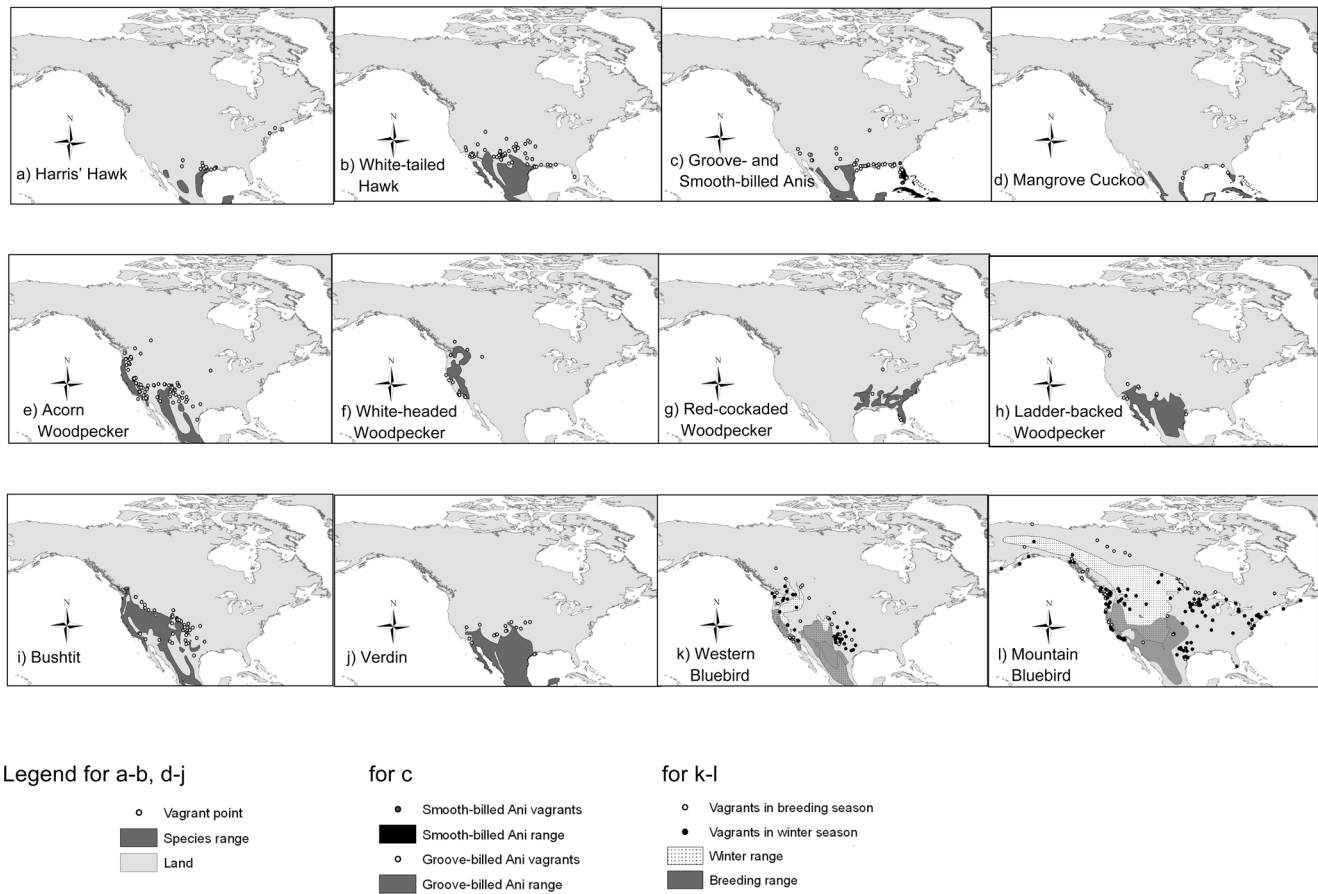 N
a) Harris' Hawk
N
b) White-tailed
Hawk
N
c) Groove- and
Smooth-billed Anis
N
d) Mangrove Cuckoo
N
e) Acorn
Woodpecker
N
f) White-headed
Woodpecker
N
g) Red-cockaded
Woodpecker
N
h) Ladder-backed
Woodpecker
N
i) Bushtit
N
j) Verdin
N
k) Western
Bluebird
N
l) Mountain
Bluebird
Legend for a-b, d-j
Vagrant point
Species range
Land
for c
Smooth-billed Ani vagrants
Smooth-billed Ani range
Groove-billed Ani vagrants
Groove-billed Ani range
for k-l
Vagrants in breeding season
Vagrants in winter season
Winter range
Breeding range